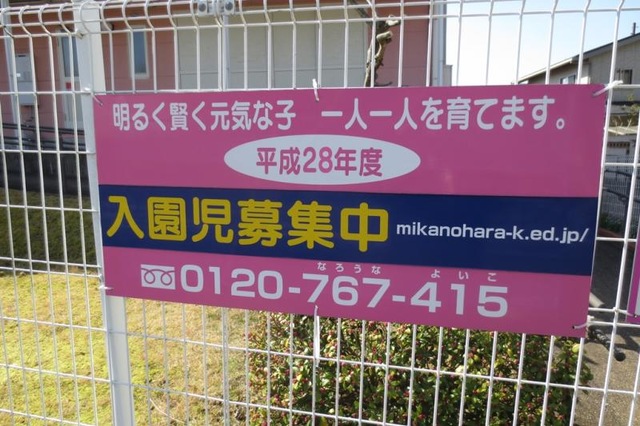 明るく賢く元気な子 一人一人を育てます。
平成28年度
入園児募集中 mikanohara-k.ed.jp/
なろうな よいこ
0120-767-415